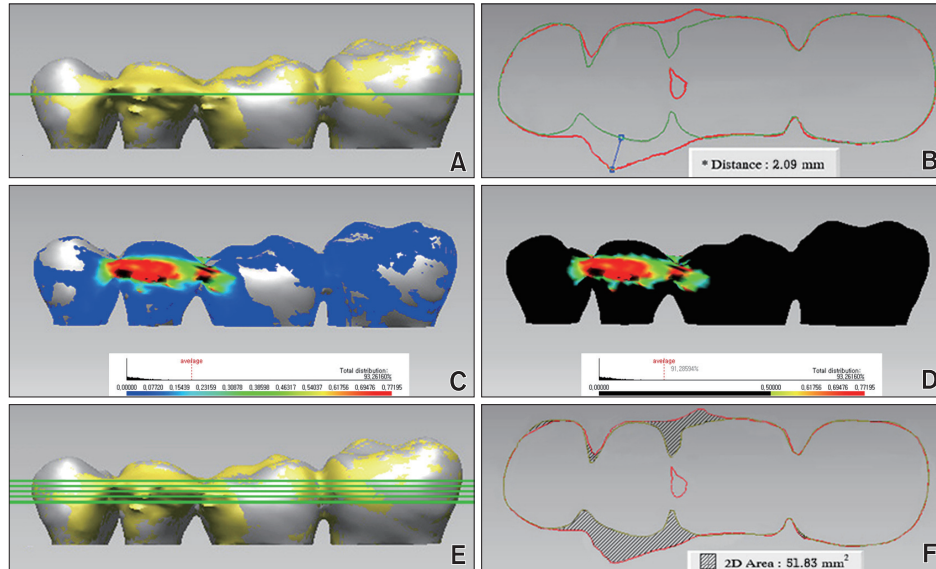 A
* Distance : 2.09 mm
B
average
Total distribution:
93,26160%
0,00000 0,07720 0,15439 0,23159 0,30878 0,38598 0,46317 0,54037 0,61756 0,69476 0,77195
C
average
91,28594%
Total distribution:
93,26160%
0,00000 0,50000 0,61756 0,69476 0,77195
D
E
2D Area : 51.83 mm²
F